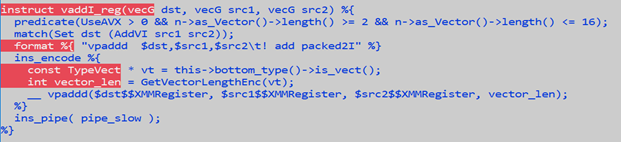 instruct vaddI_reg(vecG dst, vecG src1, vecG src2) %{
predicate(UseAVX > 0 && n->as_Vector()->length() >= 2 && n->as_Vector()->length() <= 16);
match(Set dst (AddVI src1 src2));
format %{ "vpaddd  $dst,$src1,$src2\t! add packed2I" %}
ins_encode %{
const TypeVect * vt = this->bottom_type()->is_vect();
int vector_len = GetVectorLengthEnc(vt);
__ vpaddd($dst$$XMMRegister, $src1$$XMMRegister, $src2$$XMMRegister, vector_len);
%}
ins_pipe( pipe_slow );
%}